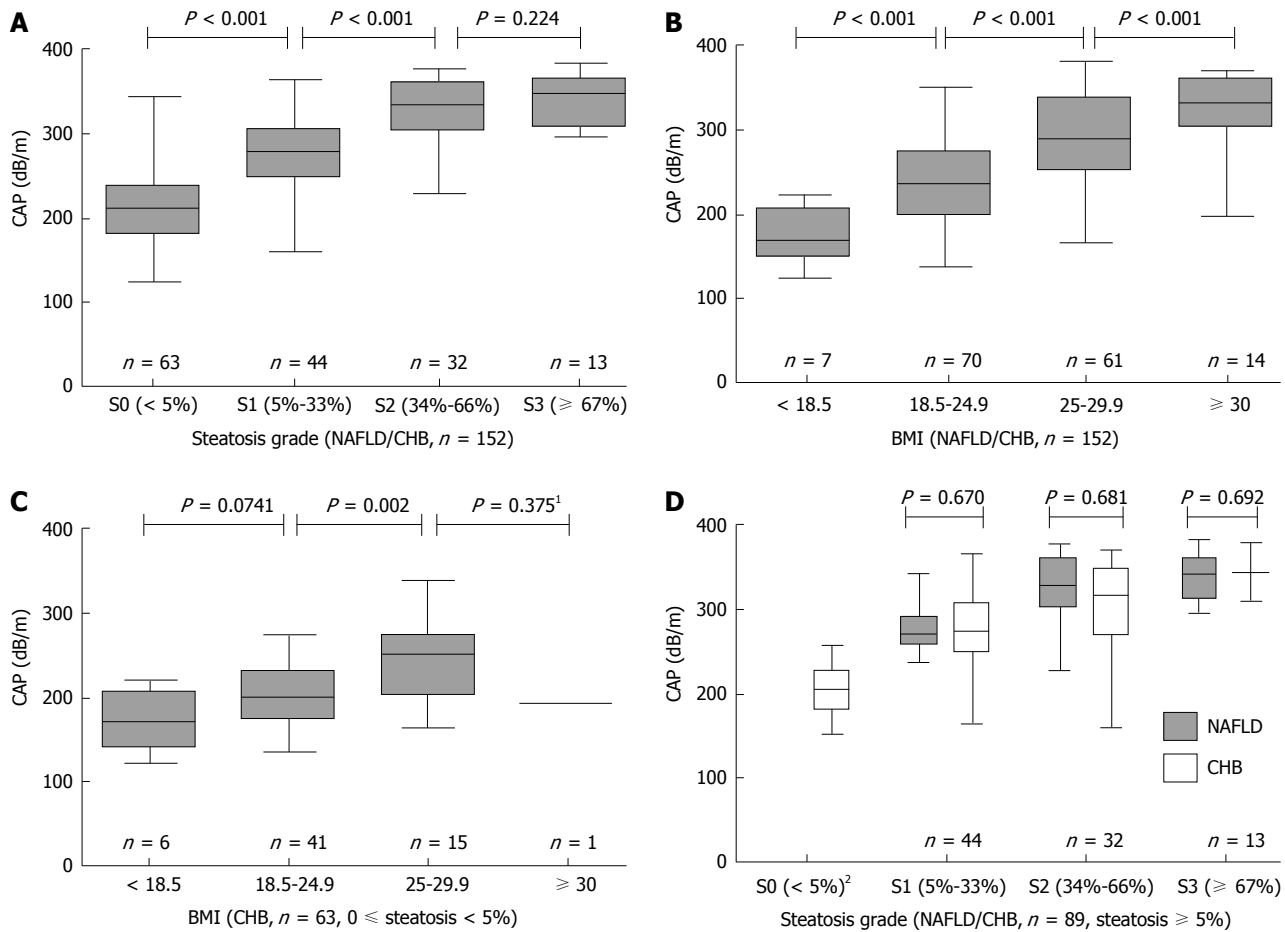 A
P < 0.001
P < 0.001
P = 0.224
400
300
200
100
0
CAP (dB/m)
n = 63
n = 44
n = 32
n = 13
S0 (< 5%)
S1 (5%-33%)
S2 (34%-66%)
S3 (≥ 67%)
Steatosis grade (NAFLD/CHB, n = 152)
B
P < 0.001
P < 0.001
P < 0.001
400
300
200
100
0
CAP (dB/m)
n = 7
n = 70
n = 61
n = 14
< 18.5
18.5-24.9
25-29.9
≥ 30
BMI (NAFLD/CHB, n = 152)
C
P = 0.0741
P = 0.002
P = 0.375¹
400
300
200
100
0
CAP (dB/m)
n = 6
n = 41
n = 15
n = 1
< 18.5
18.5-24.9
25-29.9
≥ 30
BMI (CHB, n = 63, 0 ≤ steatosis < 5%)
D
P = 0.670
P = 0.681
P = 0.692
400
300
200
100
0
CAP (dB/m)
NAFLD
CHB
n = 44
n = 32
n = 13
S0 (< 5%)²
S1 (5%-33%)
S2 (34%-66%)
S3 (≥ 67%)
Steatosis grade (NAFLD/CHB, n = 89, steatosis ≥ 5%)